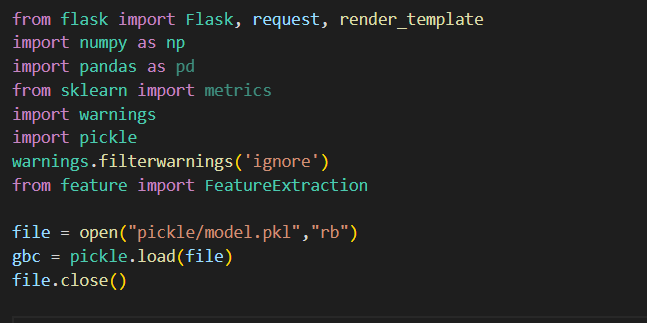 from flask import Flask, request, render_template
import numpy as np
import pandas as pd
from sklearn import metrics
import warnings
import pickle
warnings.filterwarnings('ignore')
from feature import FeatureExtraction
file = open("pickle/model.pkl","rb")
gbc = pickle.load(file)
file.close()